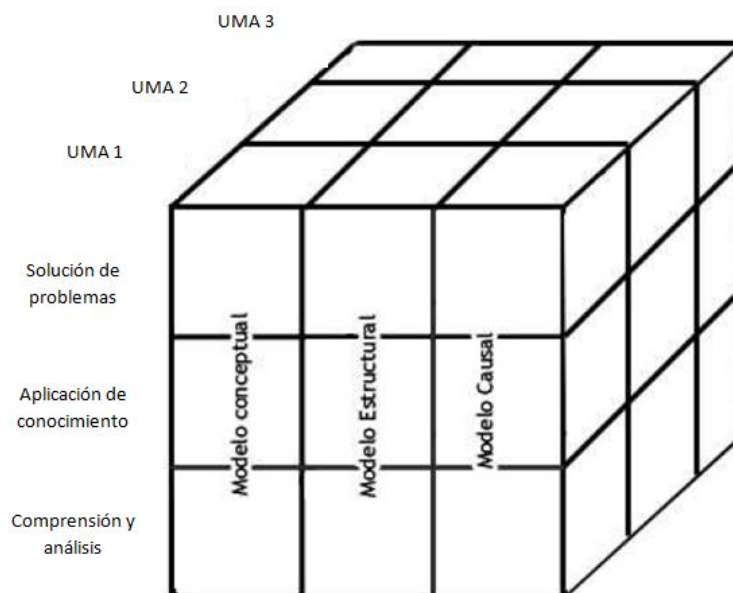 UMA 3
UMA 2
UMA 1
Solución de
problemas
Aplicación de
conocimiento
Comprensión y
análisis
Modelo conceptual
Modelo Estructural
Modelo Causal